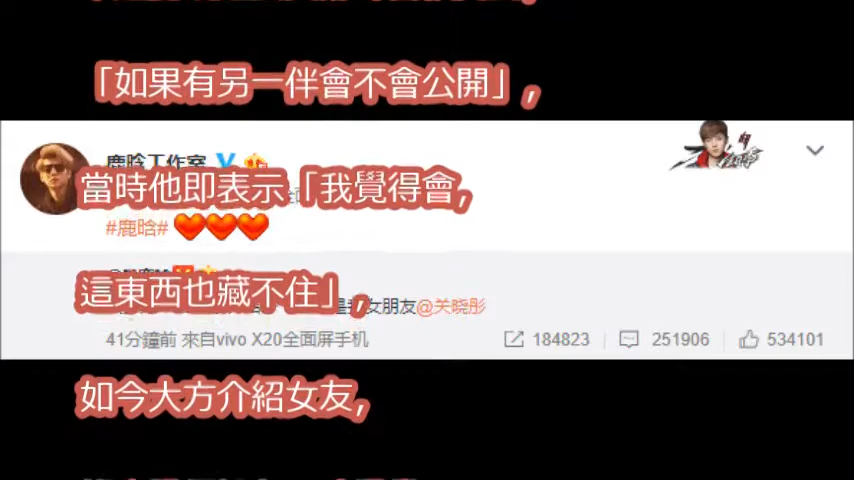 「如果有另一伴會不會公開」,
鹿晗工作室
當時他即表示「我覺得會,
#鹿晗#
這東西也藏不住」,
女朋友@关晓彤
41分鐘前 來自vivo X20全面屏手机
184823 251906 534101
如今大方介紹女友,